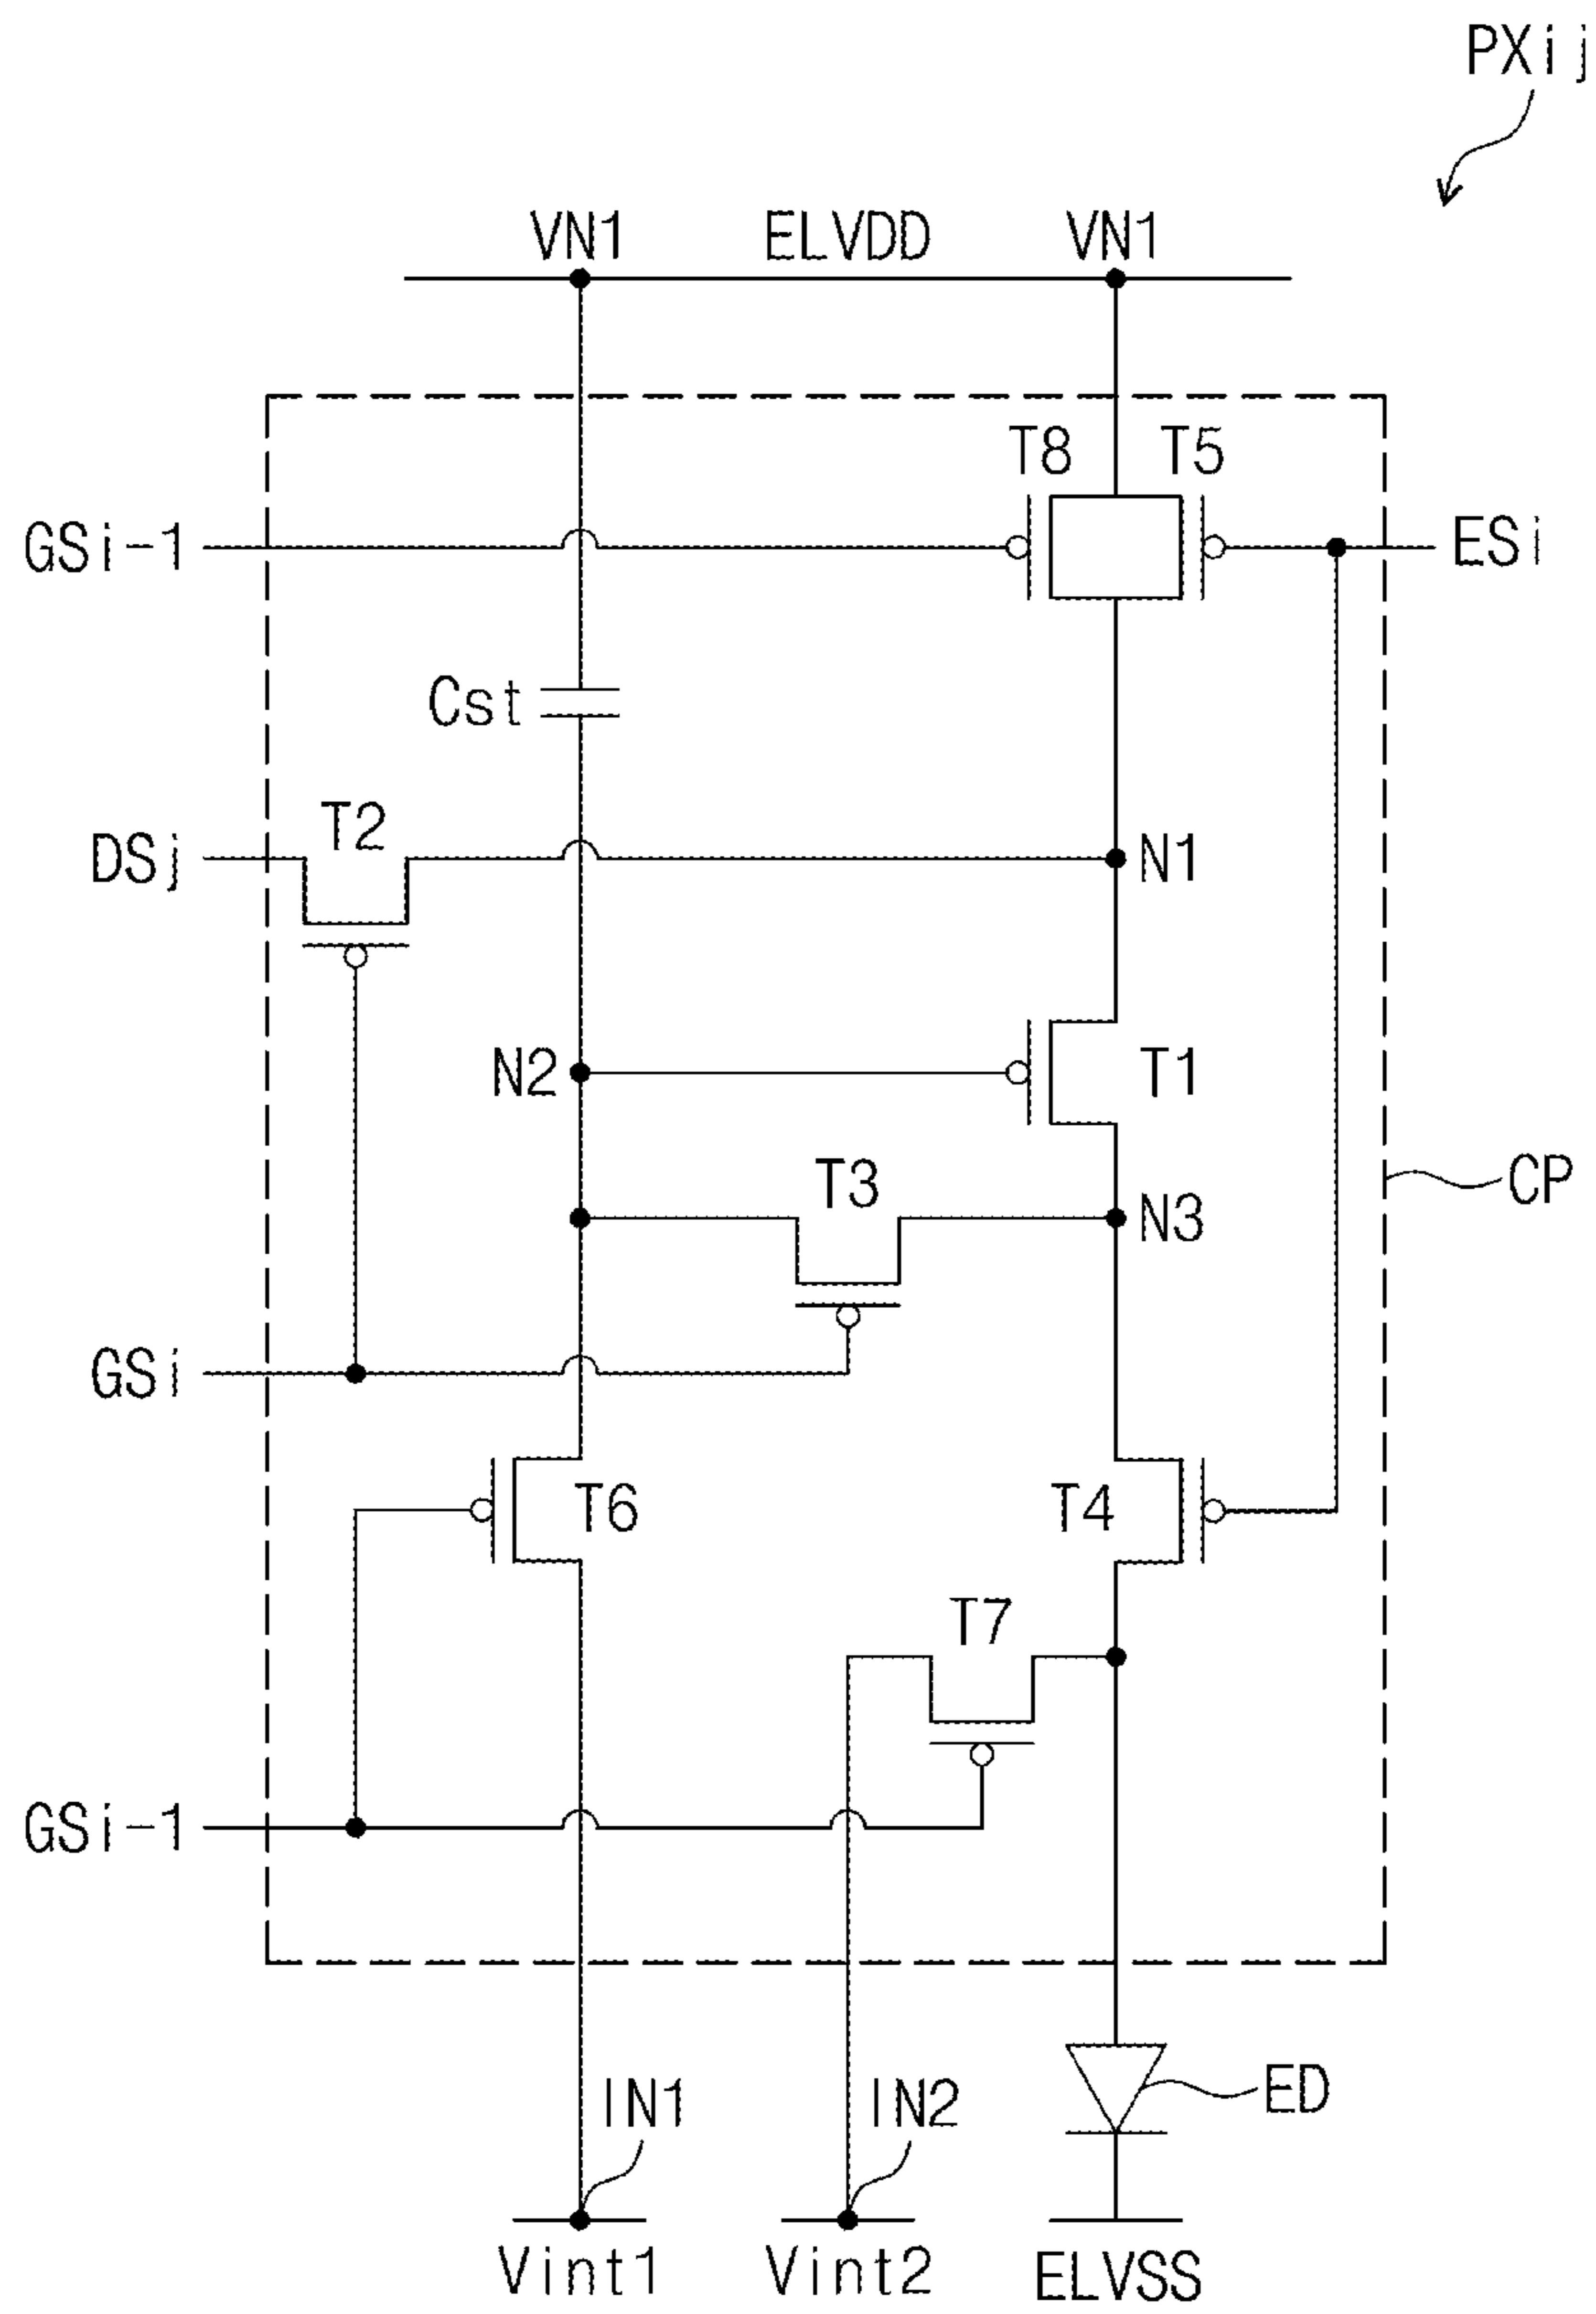 PXij
VN1 ELVDD VN1
T8 T5
GSi-1
ESi
Cst
T2
DSj
N1
N2
T1
T3
CP
N3
GSi
T6
T4
T7
GSi-1
IN1
IN2
ED
Vint1
Vint2
ELVSS